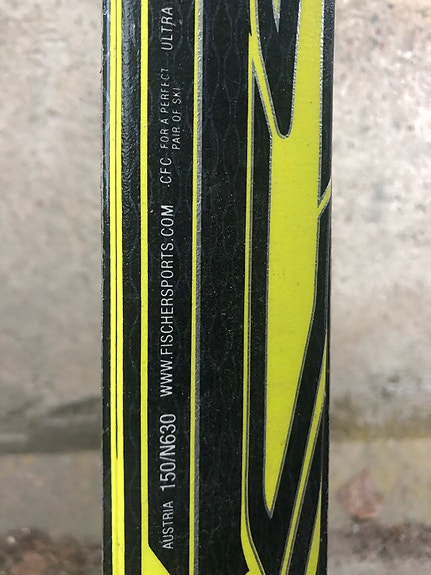 AUSTRIA 150/N630 WWW.FISCHERSPORTS.COM .CFC FOR A PERFECT
PAIR OF SKI
ULTRA